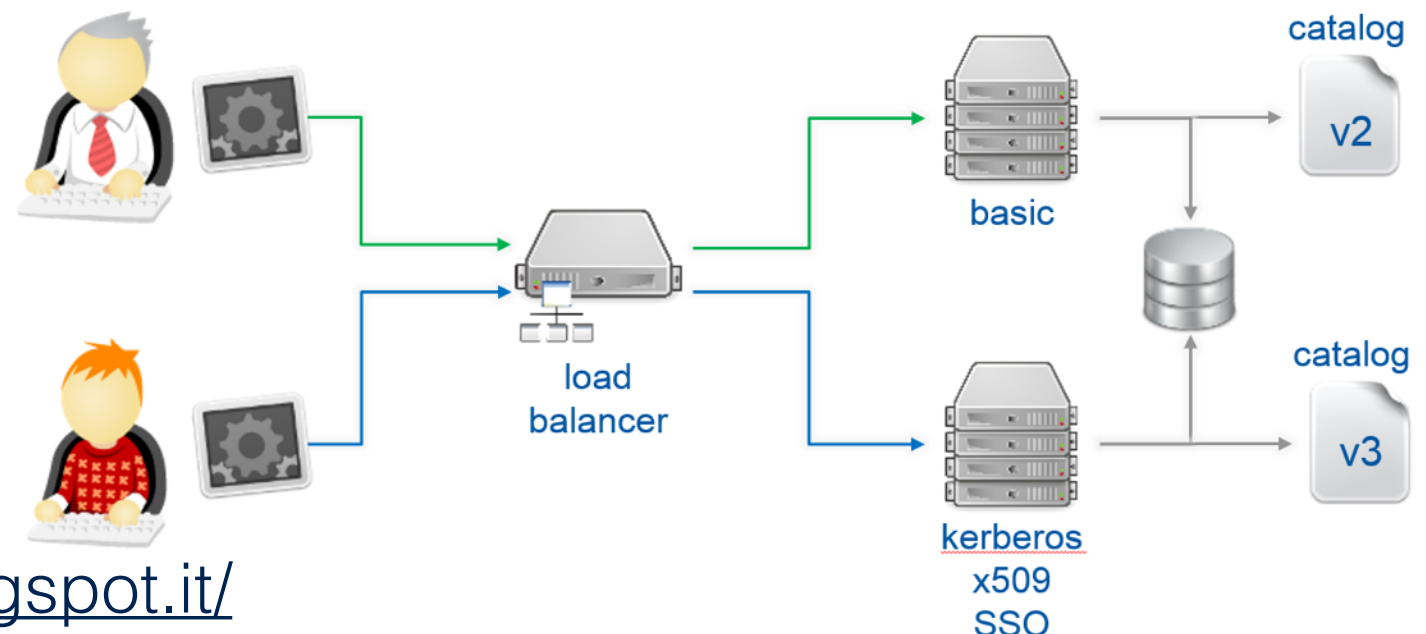 catalog
v2
basic
load
balancer
catalog
v3
kerberos
x509
SSO
gspot.it/